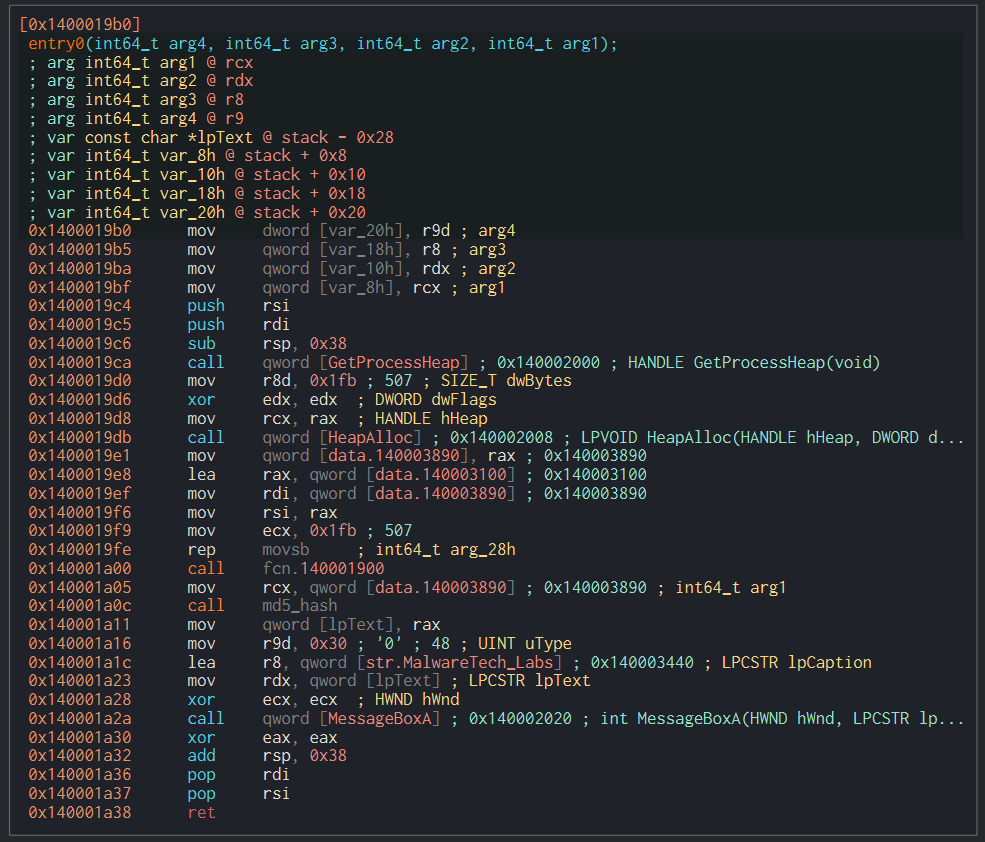 [0x1400019b0]
entry0(int64_t arg4, int64_t arg3, int64_t arg2, int64_t arg1);
; arg int64_t arg1 @ rcx
; arg int64_t arg2 @ rdx
; arg int64_t arg3 @ r8
; arg int64_t arg4 @ r9
; var const char *lpText @ stack - 0x28
; var int64_t var_8h @ stack + 0x8
; var int64_t var_10h @ stack + 0x10
; var int64_t var_18h @ stack + 0x18
; var int64_t var_20h @ stack + 0x20
0x1400019b0 mov dword [var_20h], r9d ; arg4
0x1400019b5 mov qword [var_18h], r8 ; arg3
0x1400019ba mov qword [var_10h], rdx ; arg2
0x1400019bf mov qword [var_8h], rcx ; arg1
0x1400019c4 push rsi
0x1400019c5 push rdi
0x1400019c6 sub rsp, 0x38
0x1400019ca call qword [GetProcessHeap] ; 0x140002000 ; HANDLE GetProcessHeap(void)
0x1400019d0 mov r8d, 0x1fb ; 507 ; SIZE_T dwBytes
0x1400019d6 xor edx, edx ; DWORD dwFlags
0x1400019d8 mov rcx, rax ; HANDLE hHeap
0x1400019db call qword [HeapAlloc] ; 0x140002008 ; LPVOID HeapAlloc(HANDLE hHeap, DWORD d...
0x1400019e1 mov qword [data.140003890], rax ; 0x140003890
0x1400019e8 lea rax, qword [data.140003100] ; 0x140003100
0x1400019ef mov rdi, qword [data.140003890] ; 0x140003890
0x1400019f6 mov rsi, rax
0x1400019f9 mov ecx, 0x1fb ; 507
0x1400019fe rep movsb ; int64_t arg_28h
0x140001a00 call fcn.140001900
0x140001a05 mov rcx, qword [data.140003890] ; 0x140003890 ; int64_t arg1
0x140001a0c call md5_hash
0x140001a11 mov qword [lpText], rax
0x140001a16 mov r9d, 0x30 ; '0' ; 48 ; UINT uType
0x140001a1c lea r8, qword [str.MalwareTech_Labs] ; 0x140003440 ; LPCSTR lpCaption
0x140001a23 mov rdx, qword [lpText] ; LPCSTR lpText
0x140001a28 xor ecx, ecx ; HWND hWnd
0x140001a2a call qword [MessageBoxA] ; 0x140002020 ; int MessageBoxA(HWND hWnd, LPCSTR lp...
0x140001a30 xor eax, eax
0x140001a32 add rsp, 0x38
0x140001a36 pop rdi
0x140001a37 pop rsi
0x140001a38 ret